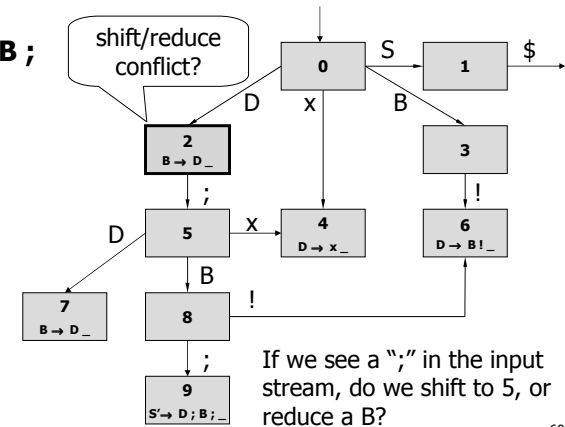 B ;
shift/reduce
conflict?
0
S
1
$
D
x
B
2
B → D _
3
;
!
D
5
x
4
D → x _
6
D → B ! _
B
7
B → D _
8
!
;
9
S'→ D ; B ; _
If we see a “;” in the input
stream, do we shift to 5, or
reduce a B?